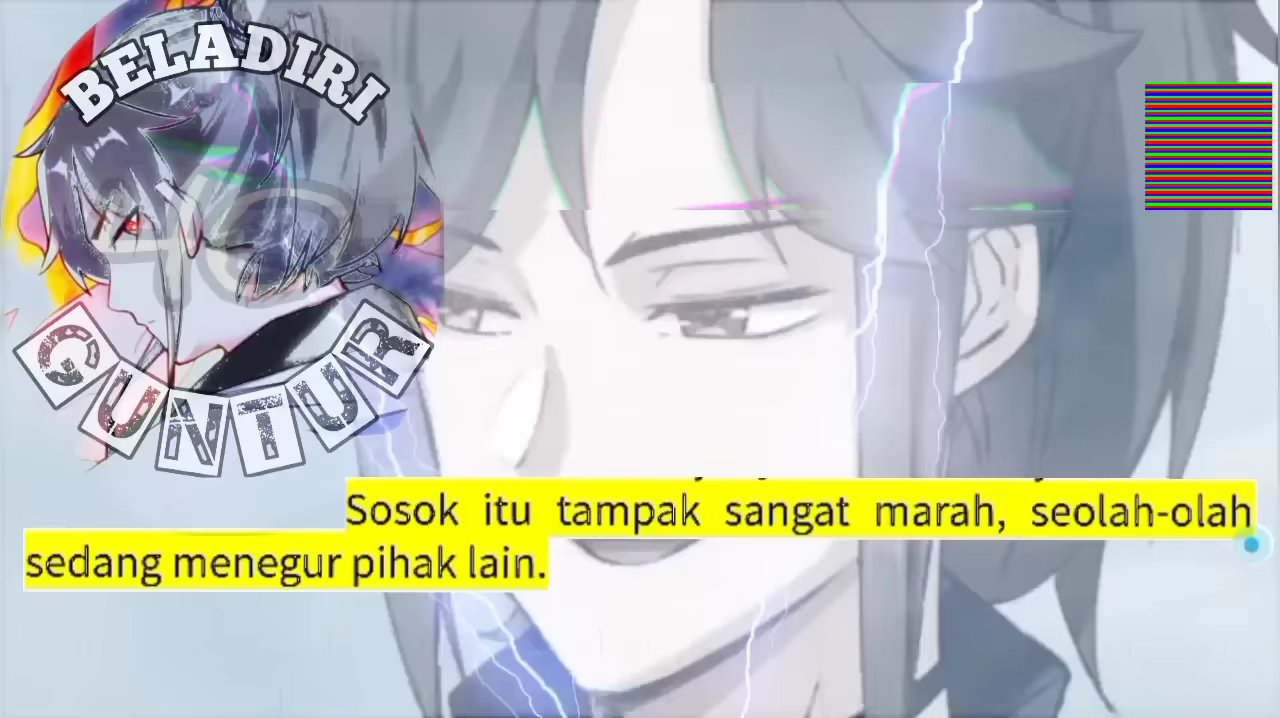 BELADIRI
GUNTUR
Sosok itu tampak sangat marah, seolah-olah
sedang menegur pihak lain.